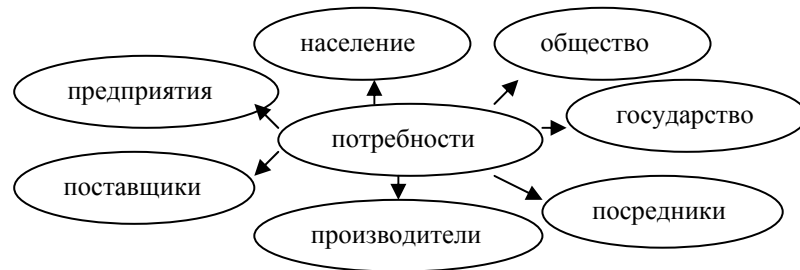 население
общество
предприятия
государство
потребности
поставщики
посредники
производители